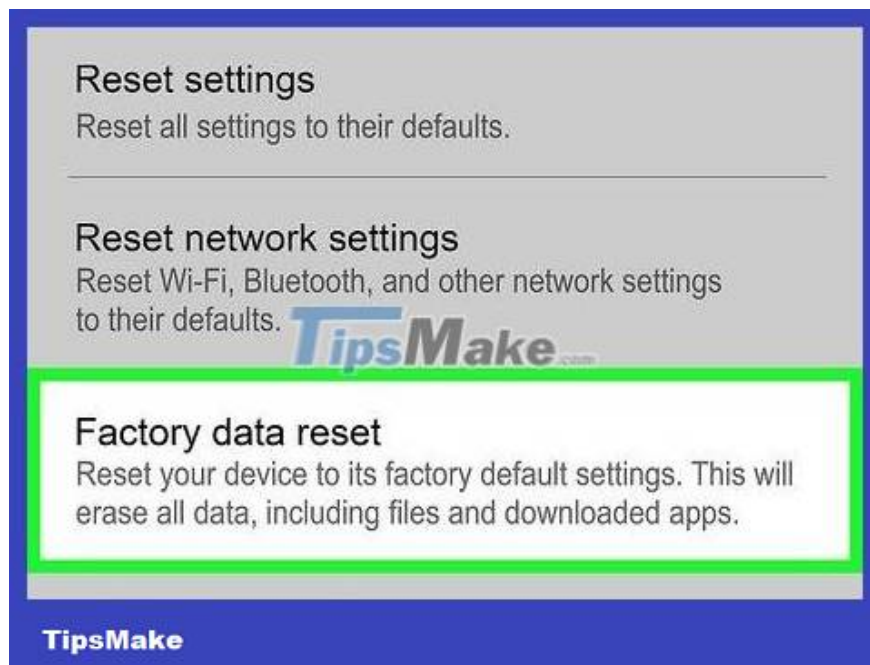 Reset settings
Reset all settings to their defaults.
Reset network settings
Reset Wi-Fi, Bluetooth, and other network settings
to their defaults.
TipsMake.com
Factory data reset
Reset your device to its factory default settings. This will
erase all data, including files and downloaded apps.
TipsMake